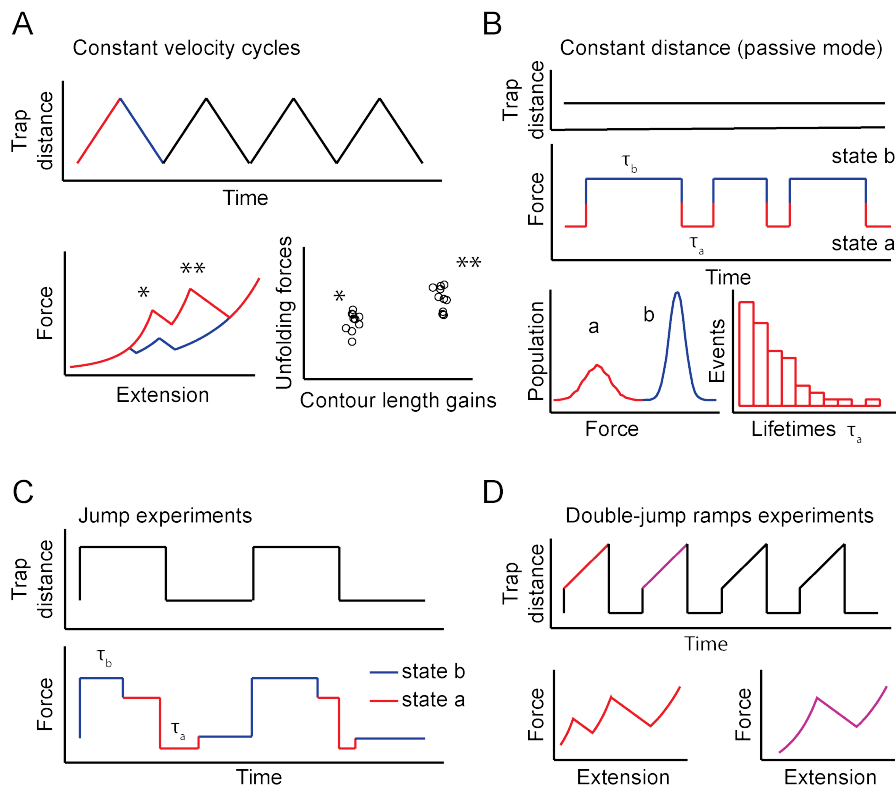 A
Constant velocity cycles
Trap
distance
Time
Force
*
**
Extension
Unfolding forces
*
**
Contour length gains
B
Constant distance (passive mode)
Trap
distance
Force
τb
τa
state b
state a
Time
Population
a
b
Force
Events
Lifetimes τa
C
Jump experiments
Trap
distance
Force
τb
τa
state b
state a
Time
D
Double-jump ramps experiments
Trap
distance
Time
Force
Extension
Force
Extension